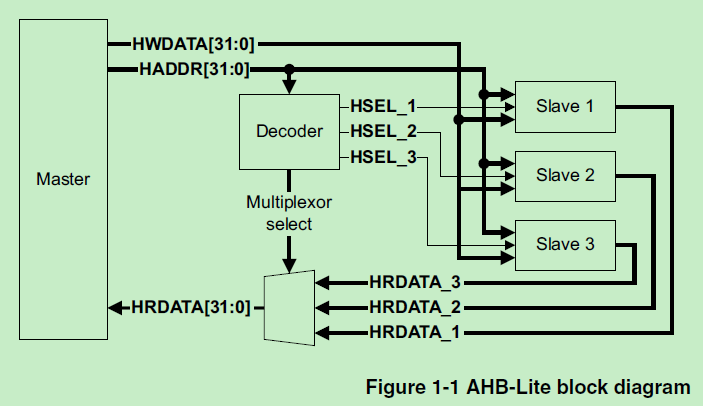 HWDATA[31:0]
HADDR[31:0]
Master
Decoder
HSEL_1
HSEL_2
HSEL_3
Slave 1
Slave 2
Slave 3
Multiplexor
select
HRDATA_3
HRDATA[31:0]
HRDATA_2
HRDATA_1
Figure 1-1 AHB-Lite block diagram